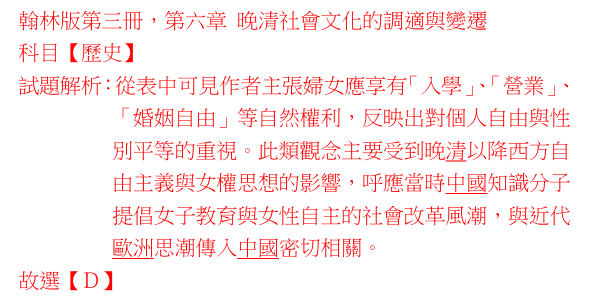 翰林版第三冊，第六章 晚清社會文化的調適與變遷
科目【歷史】
試題解析：從表中可見作者主張婦女應享有「入學」、「營業」、
「婚姻自由」等自然權利，反映出對個人自由與性
別平等的重視。此類觀念主要受到晚清以降西方自
由主義與女權思想的影響，呼應當時中國知識分子
提倡女子教育與女性自主的社會改革風潮，與近代
歐洲思潮傳入中國密切相關。
故選【Ｄ】